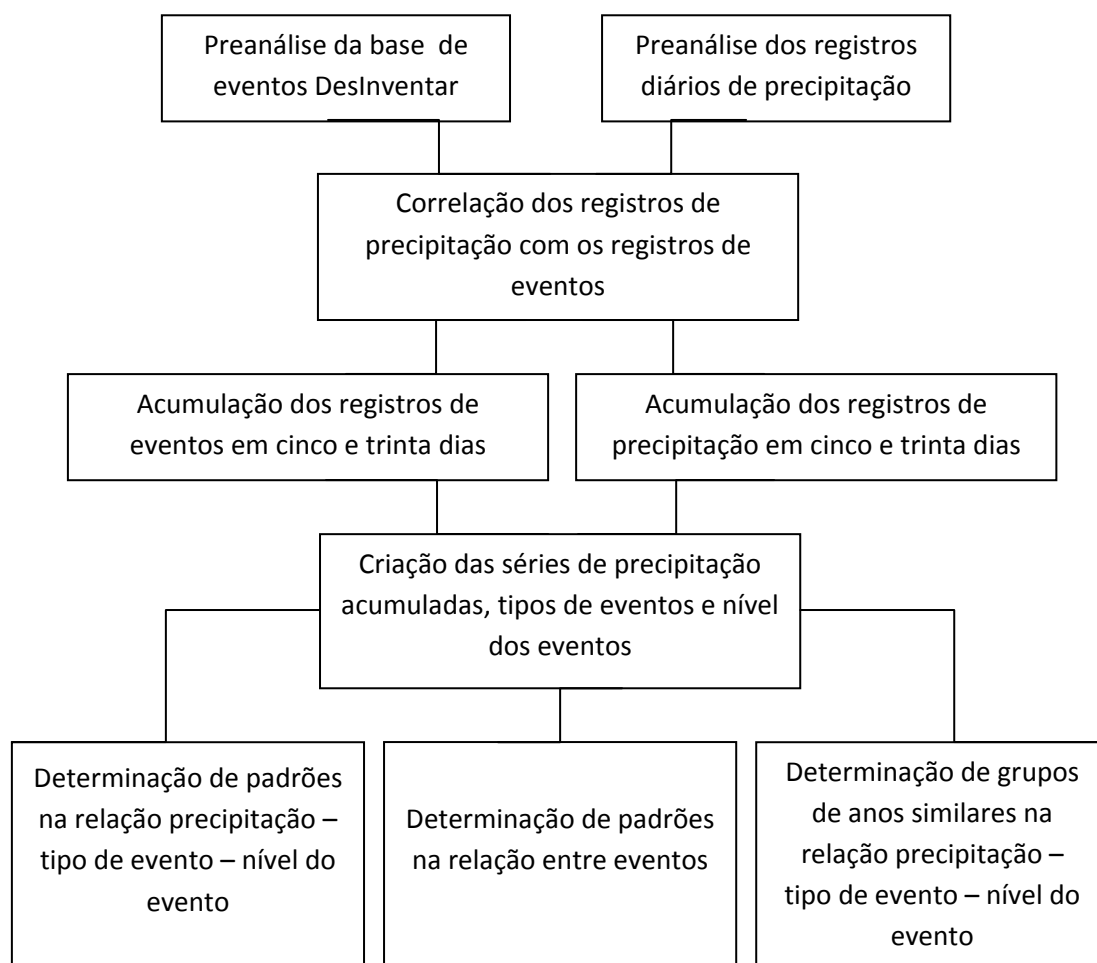 Preanálise da base de
eventos DesInventar
Preanálise dos registros
diários de precipitação
Correlação dos registros de
precipitação com os registros de
eventos
Acumulação dos registros de
eventos em cinco e trinta dias
Acumulação dos registros de
precipitação em cinco e trinta dias
Criação das séries de precipitação
acumuladas, tipos de eventos e nível
dos eventos
Determinação de padrões
na relação precipitação –
tipo de evento – nível do
evento
Determinação de padrões
na relação entre eventos
Determinação de grupos
de anos similares na
relação precipitação –
tipo de evento – nível do
evento